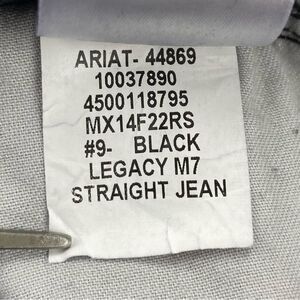 ARIAT- 44869
10037890
4500118795
MX14F22RS
#9- BLACK
LEGACY M7
STRAIGHT JEAN